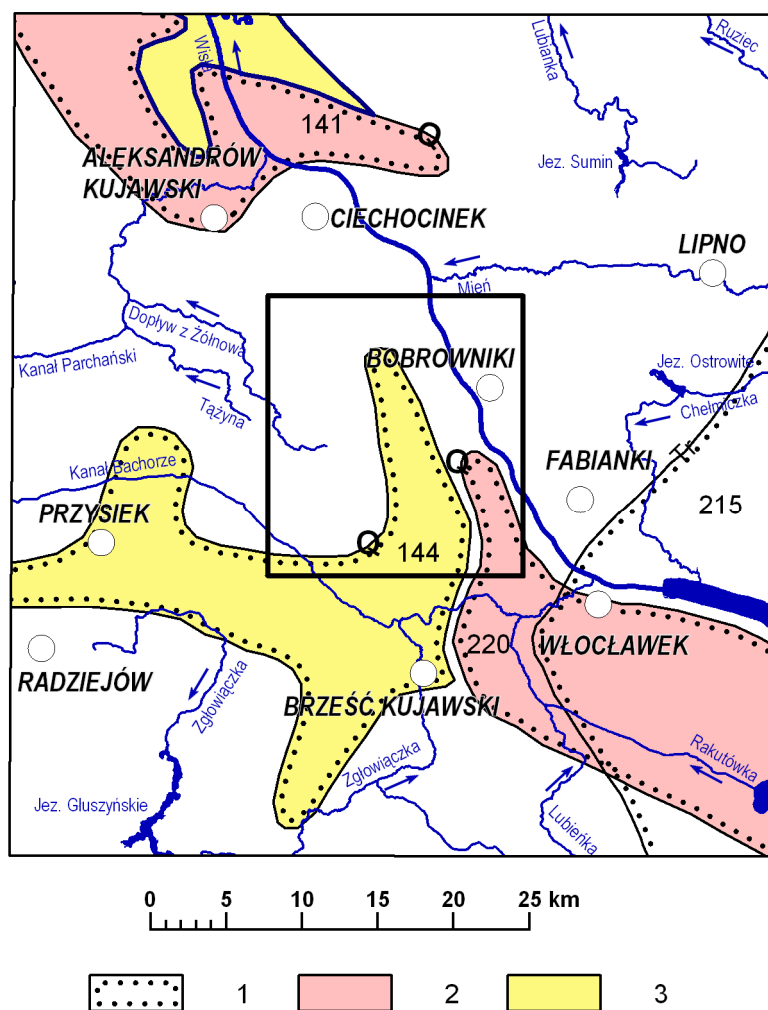 Wisła
Lubianka
Ruziec
141
Q
ALEKSANDRÓW
KUJAWSKI
Jez. Sumin
CIECHOCINEK
LIPNO
Mień
Dopływ z Żółnowa
Kanał Parchański
BOBROWNIKI
Jez. Ostrowite
Tążyna
Chełmiczka
Tr
Kanał Bachorze
Q
FABIANKI
215
PRZYSIEK
Q
144
220
WŁOCŁAWEK
RADZIEJÓW
Zgłowiączka
BRZEŚĆ KUJAWSKI
Zgłowiączka
Rakutówka
Jez. Głuszyńskie
Lubieńka
0 5 10 15 20 25 km
1 2 3